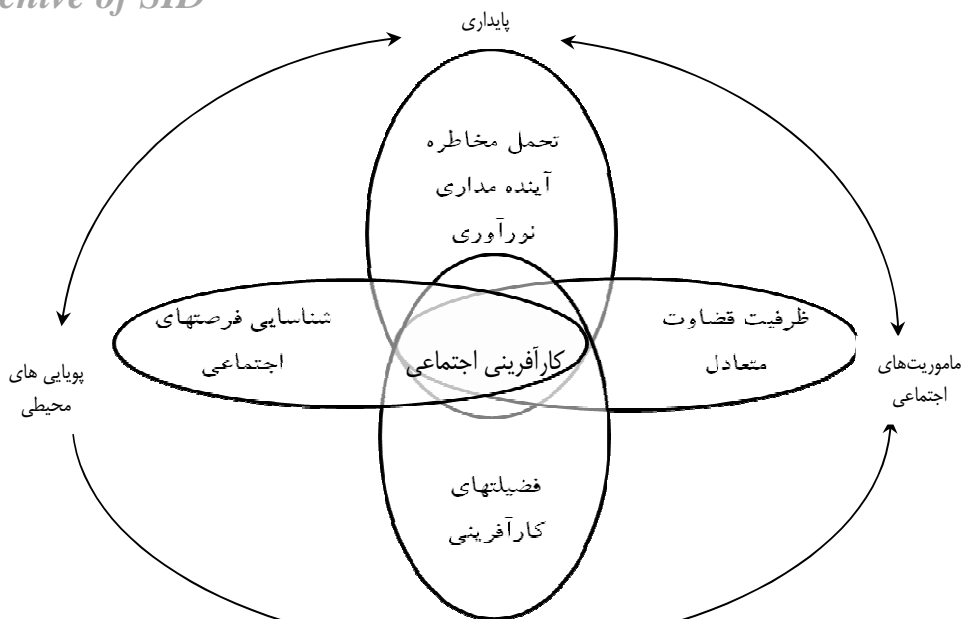 chive of SID
پایداری
تحمل مخاطره
آینده مداری
نورآوری
شناسایی فرصتهای
اجتماعی
کارآفرینی اجتماعی
ظرفیت قضاوت
متعادل
ماموریت‌های
اجتماعی
پویایی های
محیطی
فضیلتهای
کارآفرینی